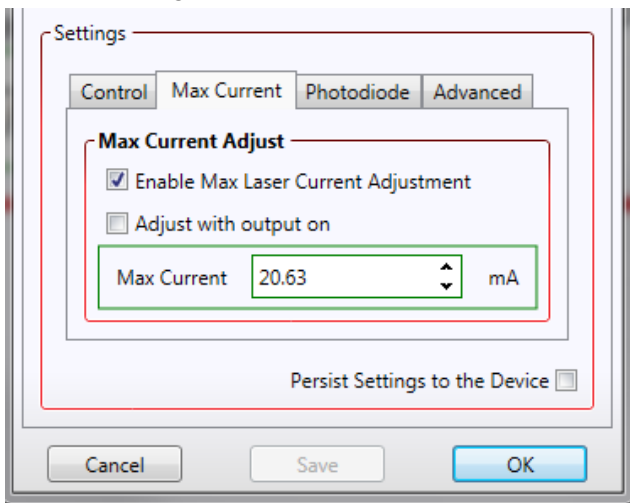 Settings
Control Max Current Photodiode Advanced
Max Current Adjust
Enable Max Laser Current Adjustment
Adjust with output on
Max Current 20.63 mA
Persist Settings to the Device
Cancel Save OK